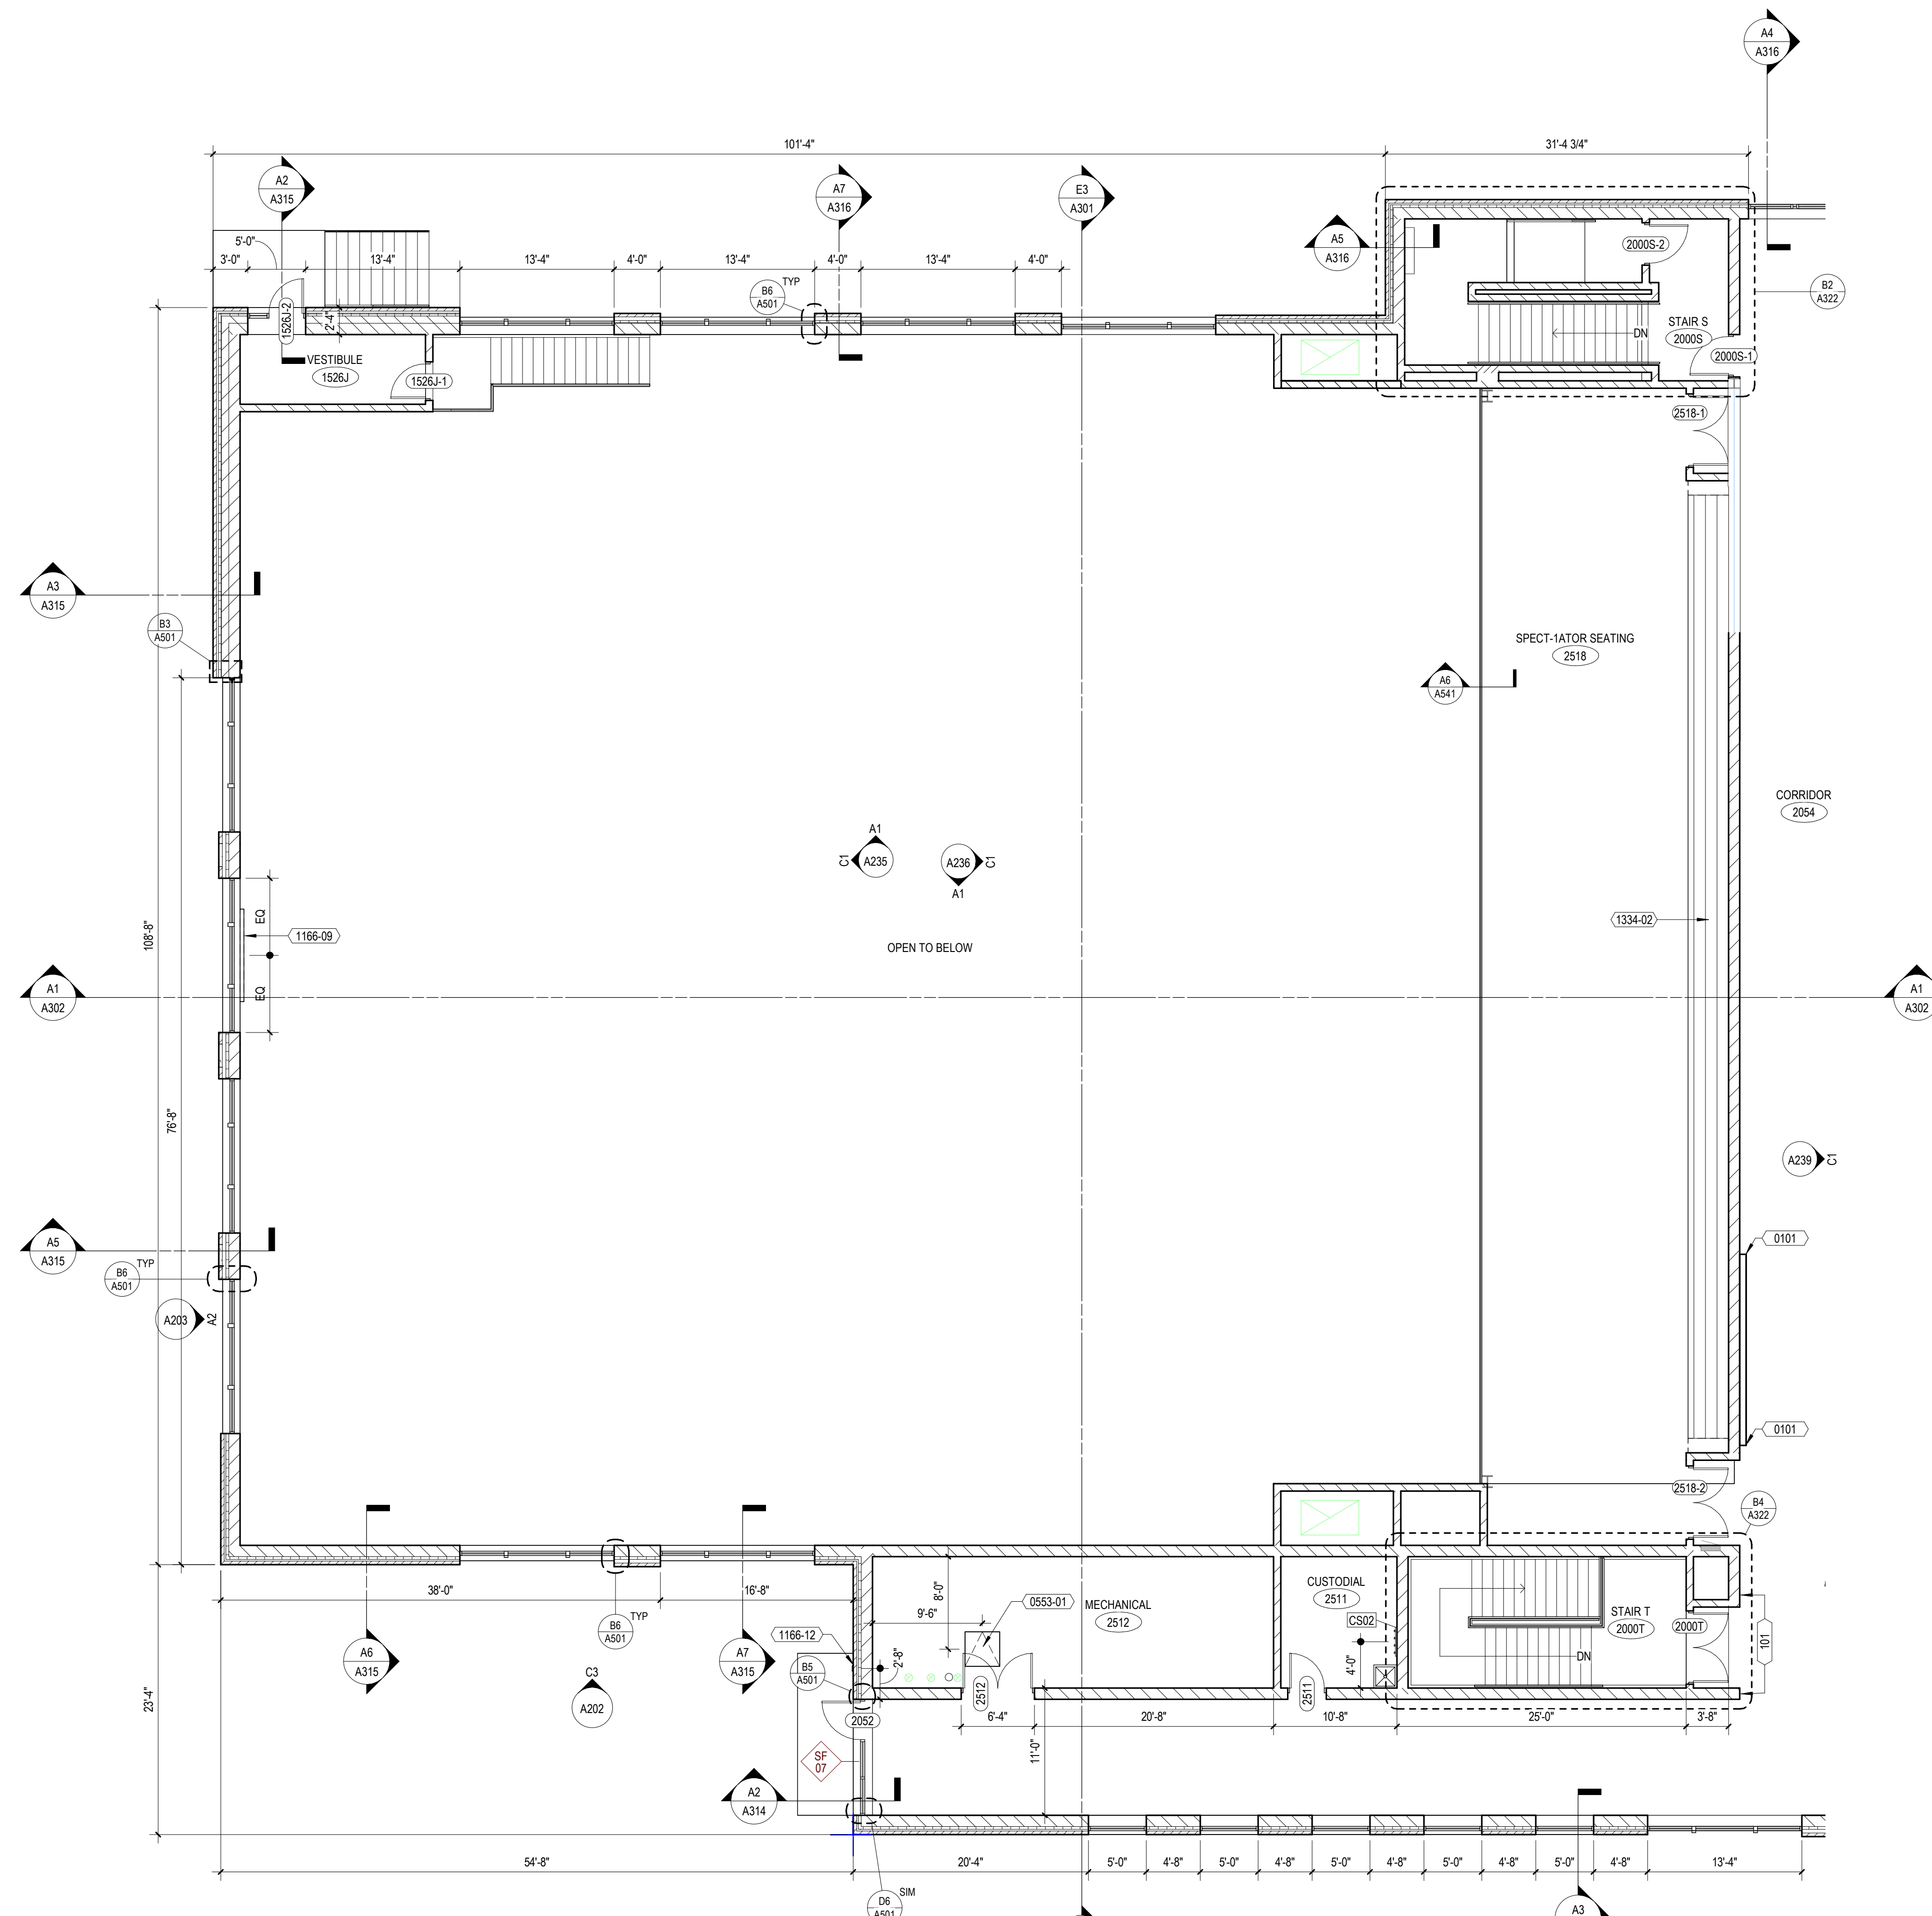 A4
A316
101'-4"
31'-4 3/4"
A2
A315
A7
A316
E3
A301
A5
A316
2000S-2
5'-0"
3'-0"
13'-4"
13'-4"
4'-0"
13'-4"
4'-0"
13'-4"
4'-0"
TYP
B6
A501
B2
A322
1526J-2
2'-4"
STAIR S
2000S
DN
2000S-1
VESTIBULE
1526J
1526J-1
2518-1
A3
A315
B3
A501
SPECT-1ATOR SEATING
2518
A6
A541
CORRIDOR
2054
A1
C1
A235
A236
C1
A1
1334-02
108'-8"
EQ
1166-09
EQ
OPEN TO BELOW
A1
A302
A1
A302
76'-8"
A239
C1
A5
A315
0101
TYP
B6
A501
A203
A2
0101
2518-2
B4
A322
38'-0"
16'-8"
8'-0"
9'-6"
0553-01
MECHANICAL
2512
CUSTODIAL
2511
CS02
STAIR T
2000T
2000T
101
DN
B6
A501
TYP
1166-12
A6
A315
A7
A315
B5
A501
2'-8"
4'-0"
C3
A202
2512
2511
2052
6'-4"
20'-8"
10'-8"
25'-0"
3'-8"
23'-4"
11'-0"
SF
07
A2
A314
54'-8"
20'-4"
5'-0"
4'-8"
5'-0"
4'-8"
5'-0"
4'-8"
5'-0"
4'-8"
5'-0"
4'-8"
13'-4"
SIM
D6
A501
A3